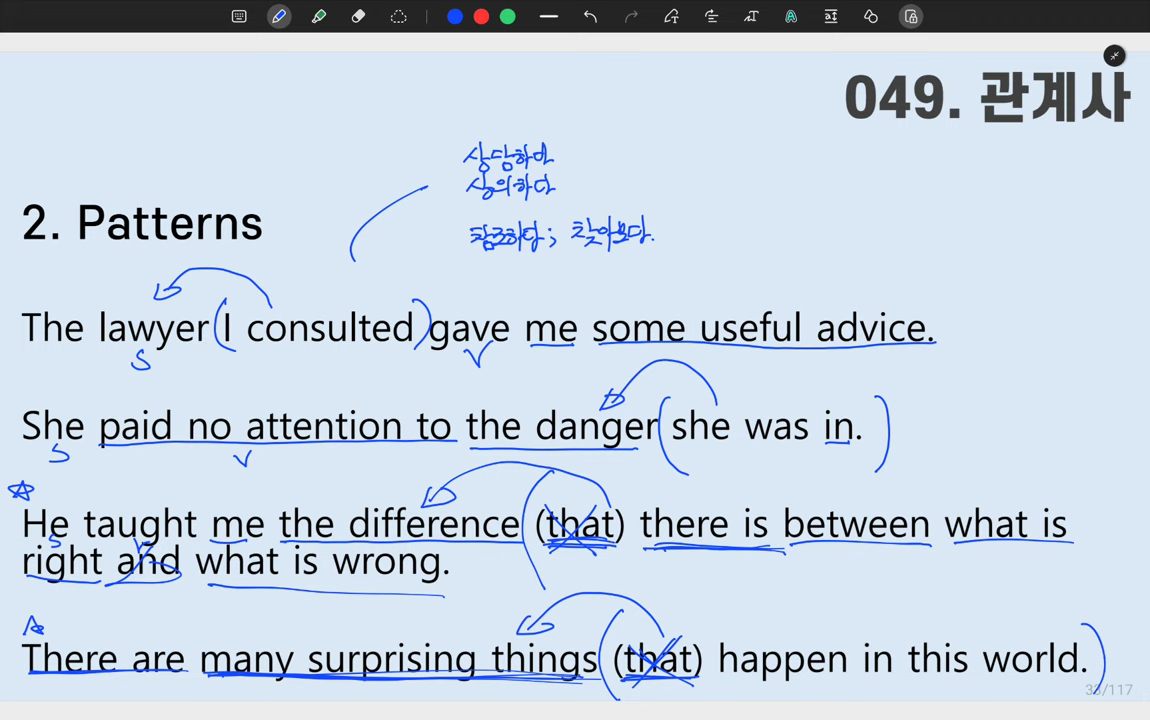 049. 관계사
상담하다
상의하다
2. Patterns
참조하다; 찾아보다.
The lawyer (I consulted) gave me some useful advice.
S V
She paid no attention to the danger (she was in.)
S V
☆
He taught me the difference (that) there is between what is
S V
right and what is wrong.
There are many surprising things ((that) happen in this world.)
33/117